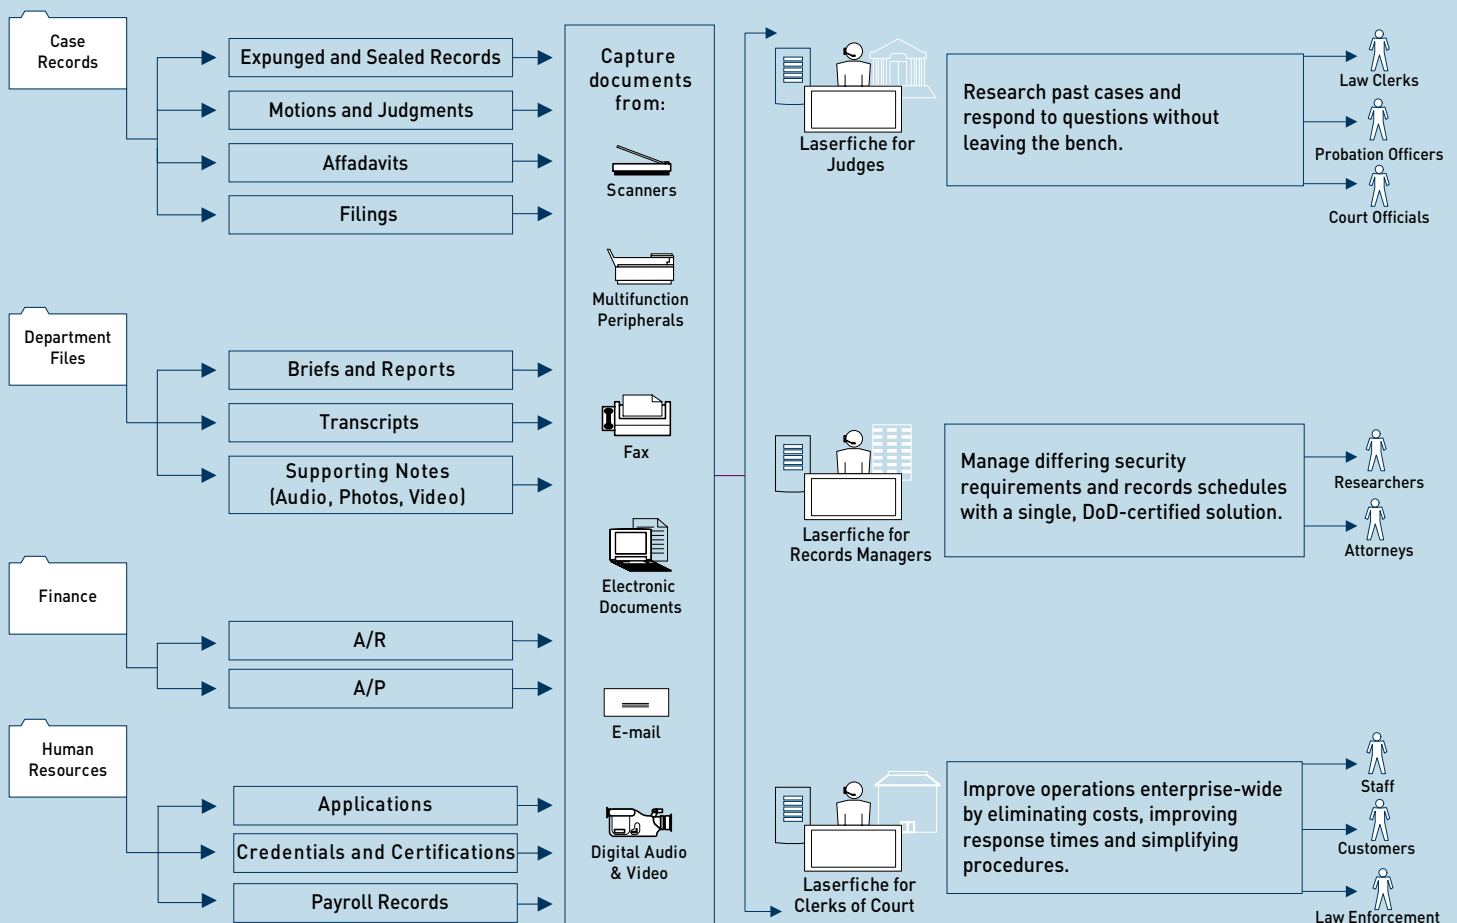 Case
Records
Expunged and Sealed Records
Motions and Judgments
Affadavits
Filings
Department
Files
Briefs and Reports
Transcripts
Supporting Notes
(Audio, Photos, Video)
Finance
A/R
A/P
Human
Resources
Applications
Credentials and Certifications
Payroll Records
Capture
documents
from:
Scanners
Multifunction
Peripherals
Fax
Electronic
Documents
E-mail
Digital Audio
& Video
Laserfiche for
Judges
Research past cases and
respond to questions without
leaving the bench.
Law Clerks
Probation Officers
Court Officials
Laserfiche for
Records Managers
Manage differing security
requirements and records schedules
with a single, DoD-certified solution.
Researchers
Attorneys
Laserfiche for
Clerks of Court
Improve operations enterprise-wide
by eliminating costs, improving
response times and simplifying
procedures.
Staff
Customers
Law Enforcement